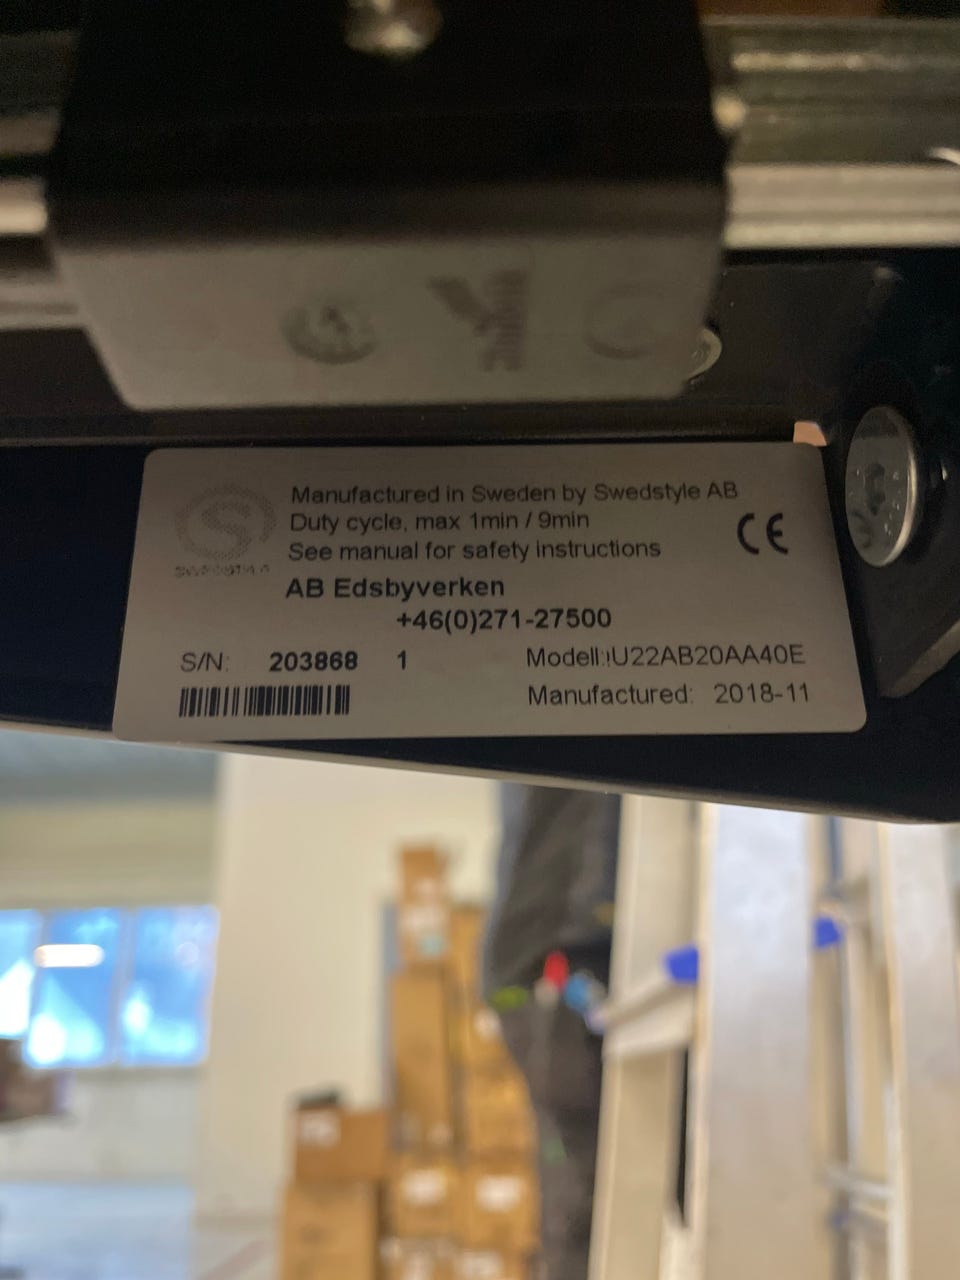 Manufactured in Sweden by Swedstyle AB
Duty cycle, max 1min / 9min
See manual for safety instructions
CE
SWEDSTYLE
AB Edsbyverken
+46(0)271-27500
S/N: 203868 1
Modell:!U22AB20AA40E
Manufactured: 2018-11